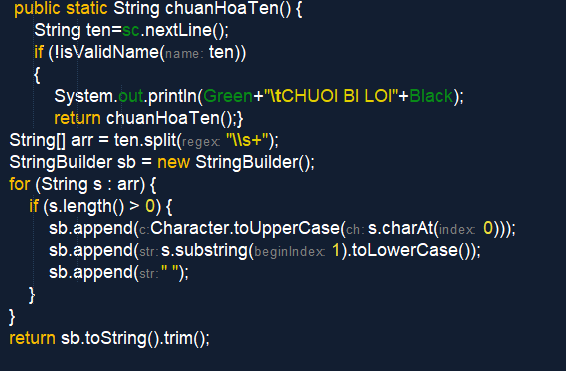 public static String chuanHoaTen() {
String ten=sc.nextLine();
if (!isValidName(name: ten))
{
System.out.println(Green+"\tCHUOI BI LOI"+Black);
return chuanHoaTen();}
String[] arr = ten.split(regex: "\\s+");
StringBuilder sb = new StringBuilder();
for (String s : arr) {
if (s.length() > 0) {
sb.append(c:Character.toUpperCase(ch: s.charAt(index: 0)));
sb.append(str:s.substring(beginIndex: 1).toLowerCase());
sb.append(str:" ");
}
}
return sb.toString().trim();